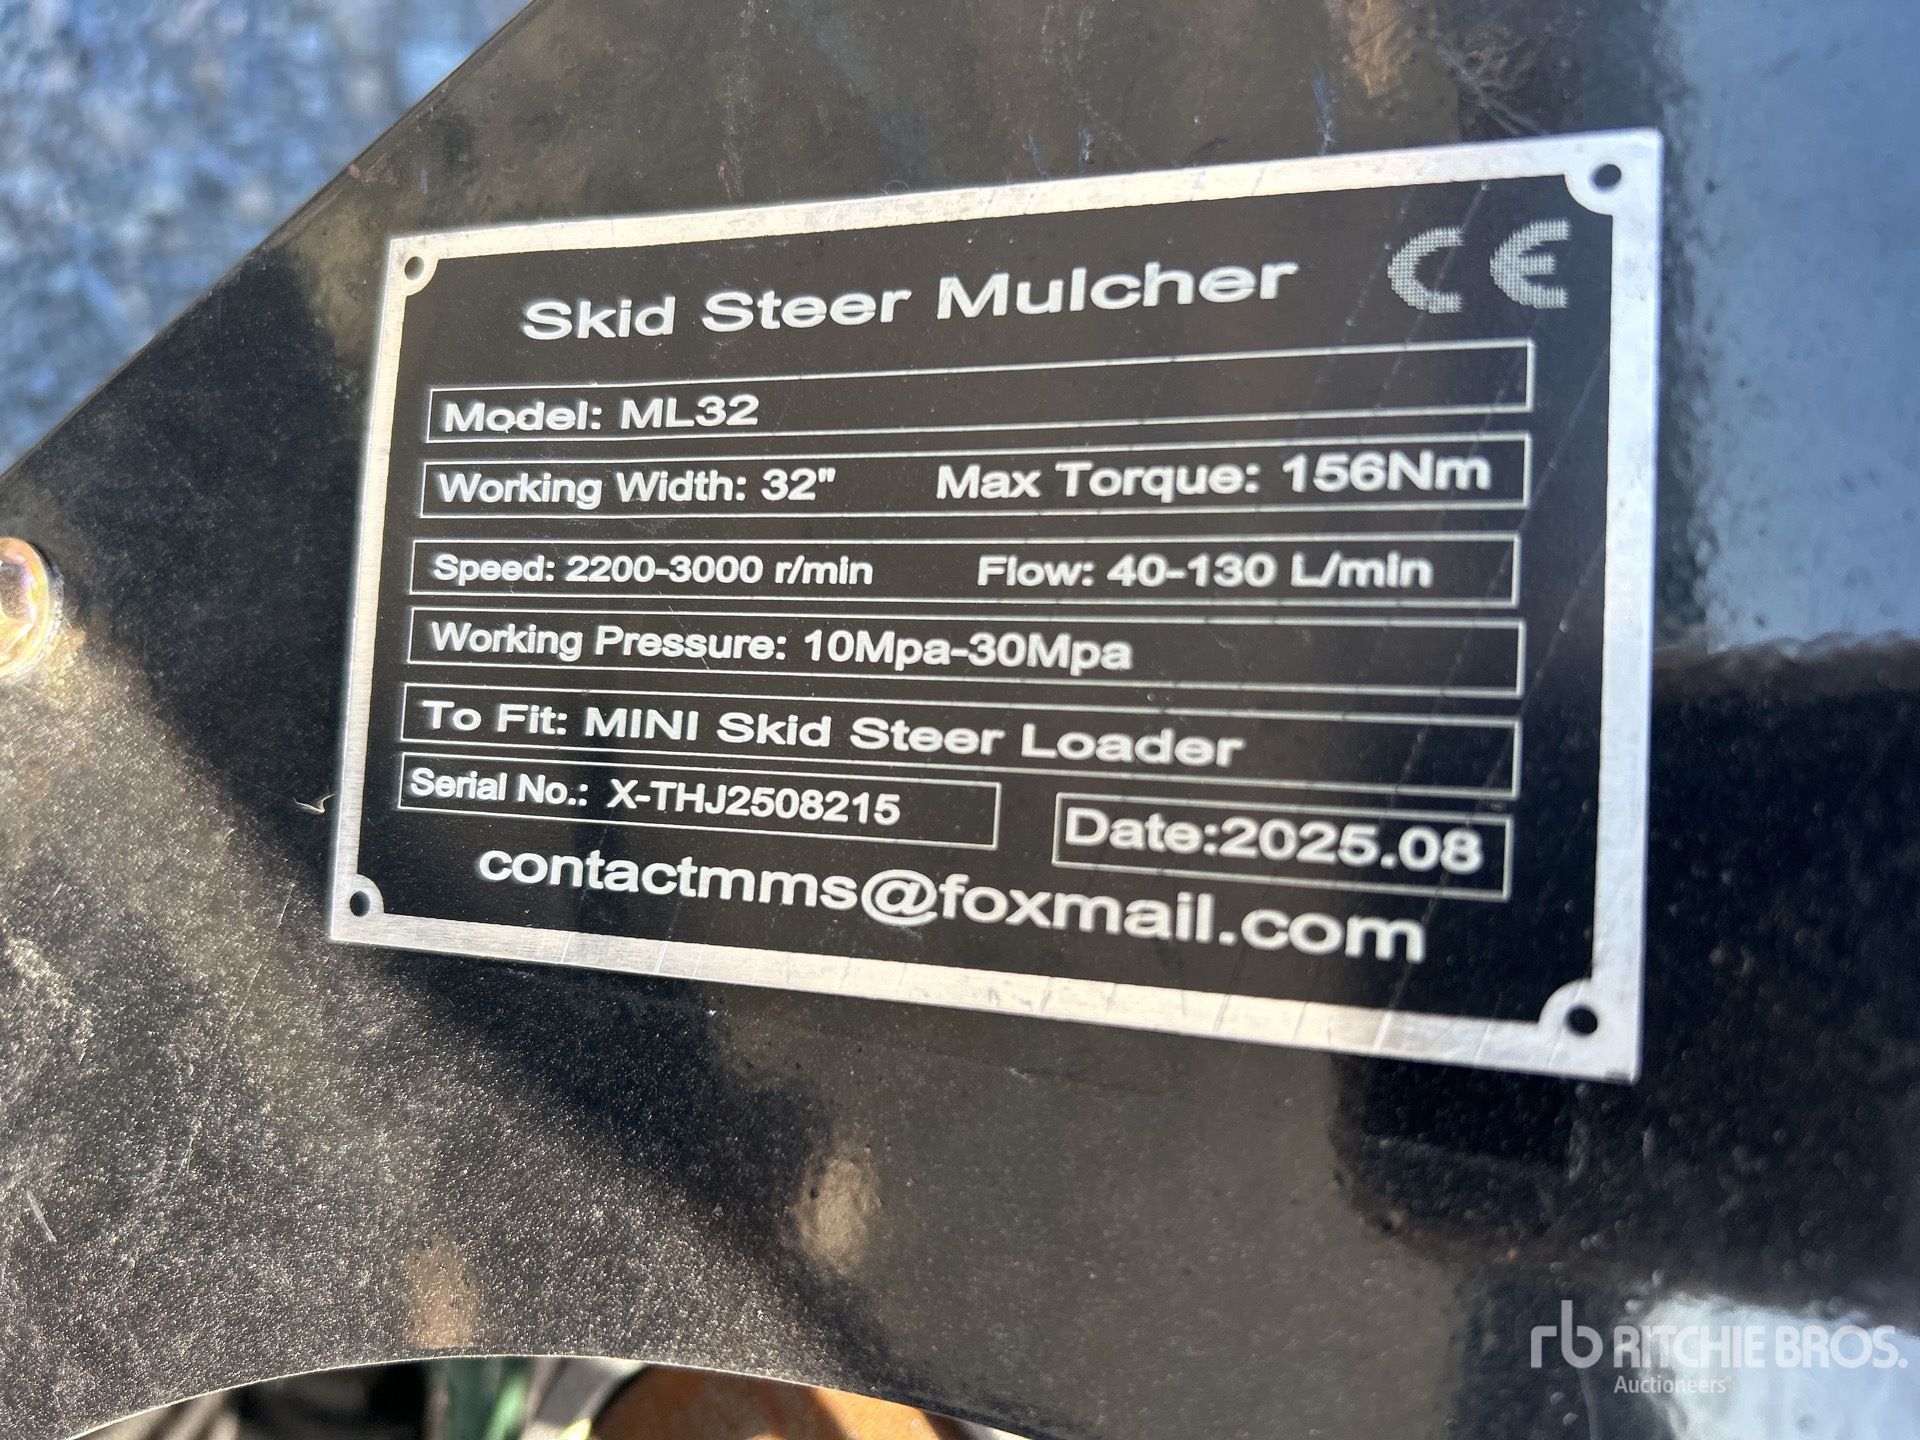 CE
Skid Steer Mulcher
Model: ML32
Working Width: 32" Max Torque: 156Nm
Speed: 2200-3000 r/min Flow: 40-130 L/min
Working Pressure: 10Mpa-30Mpa
To Fit: MINI Skid Steer Loader
Serial No.: X-THJ2508215 Date:2025.08
contactmms@foxmail.com
rb RITCHIE BROS.
Auctioneers